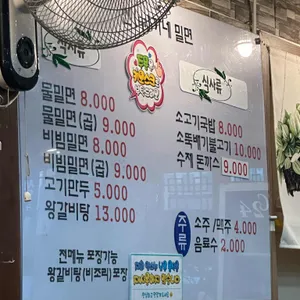 밀면
식사류
물밀면 8.000
물밀면(곱) 9.000
비빔밀면 8.000
비빔밀면(곱) 9.000
고기만두 5.000
왕갈비탕 13.000
전메뉴 포장가능
왕갈비탕(비조리)포장
식사류
소고기국밥 8.000
소뚝배기불고기 10.000
수제 돈까스 9.000
주류
소주/맥주 4.000
음료수 2.000